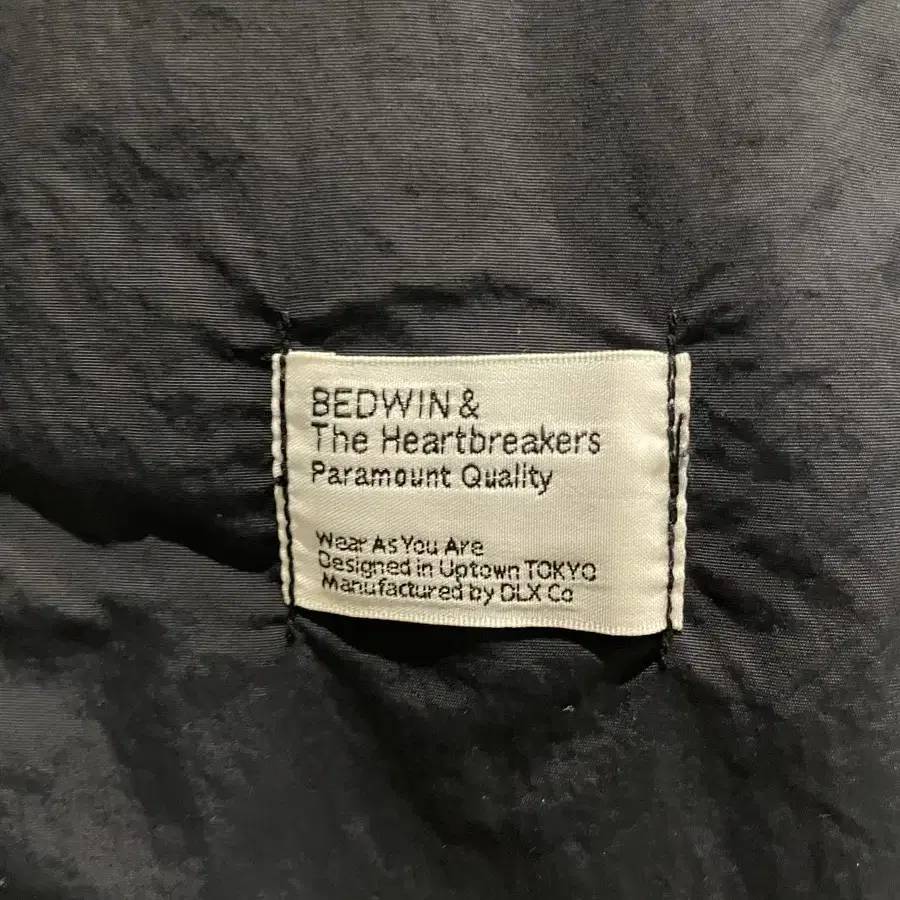 BEDWIN &
The Heartbreakers
Paramount Quality
Wear As You Are
Designed in Uptown TOKYO
Manufactured by DLX Co